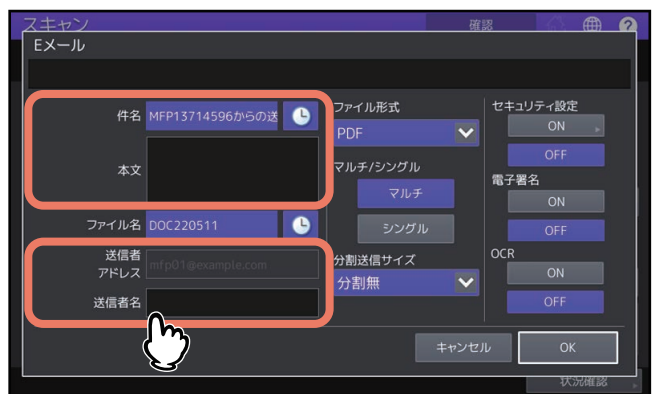 スキャン 確認
Eメール
件名 MFP13714596からの送
本文
ファイル名 DOC220511
送信者
アドレス mfp01@example.com
送信者名
ファイル形式
PDF
マルチ/シングル
マルチ
シングル
分割送信サイズ
分割無
セキュリティ設定
ON
OFF
電子署名
ON
OFF
OCR
ON
OFF
キャンセル OK
状況確認